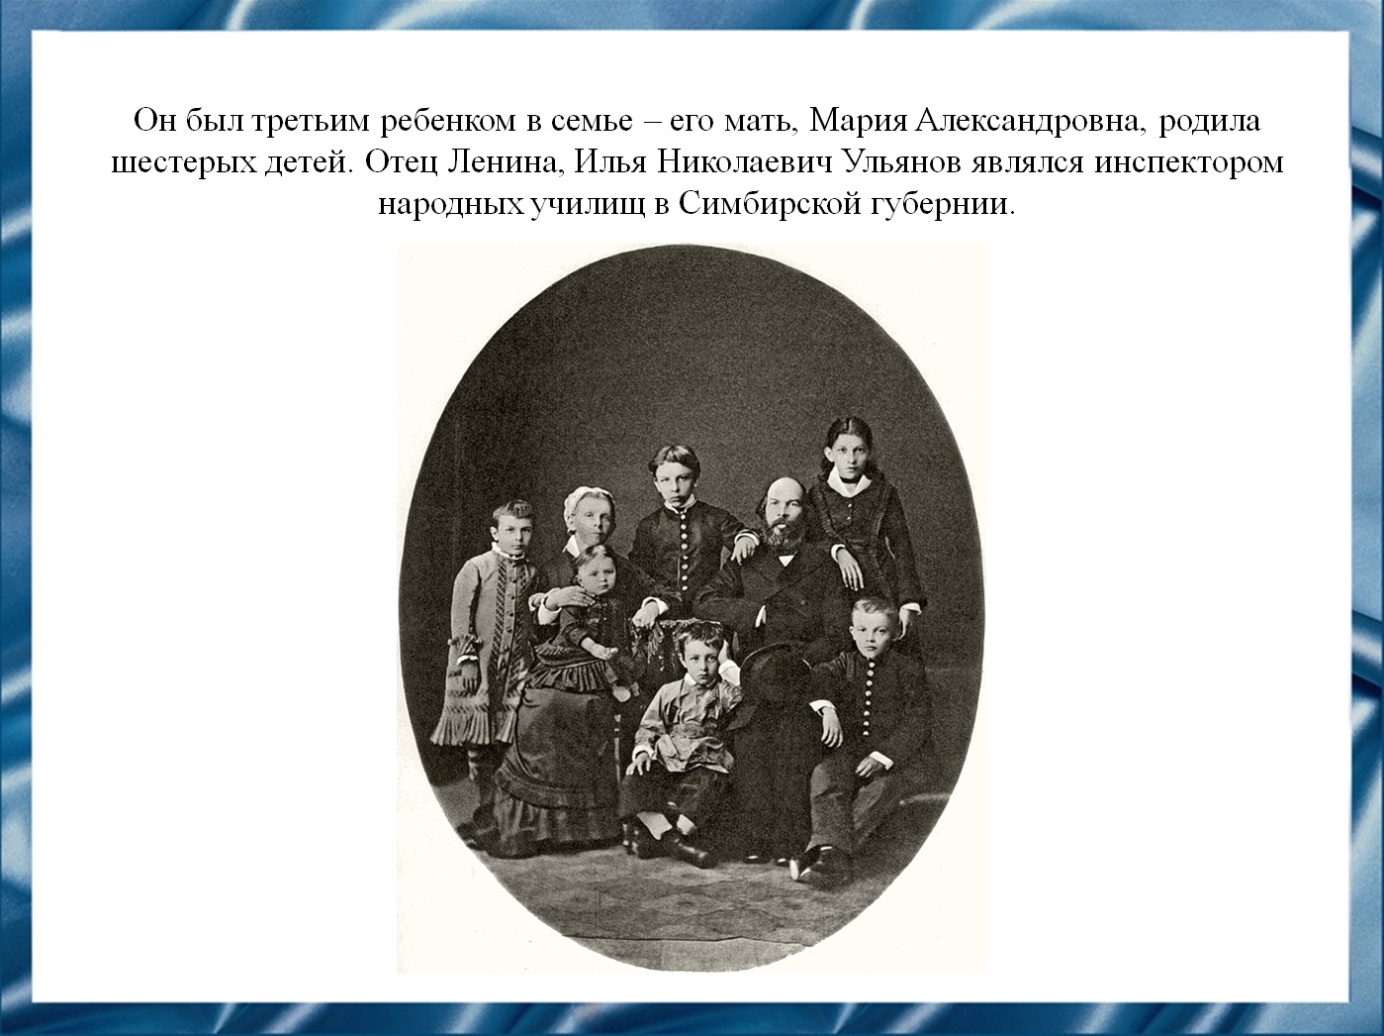 Он был третьим ребенком в семье – его мать, Мария Александровна, родила
шестерых детей. Отец Ленина, Илья Николаевич Ульянов являлся инспектором
народных училищ в Симбирской губернии.